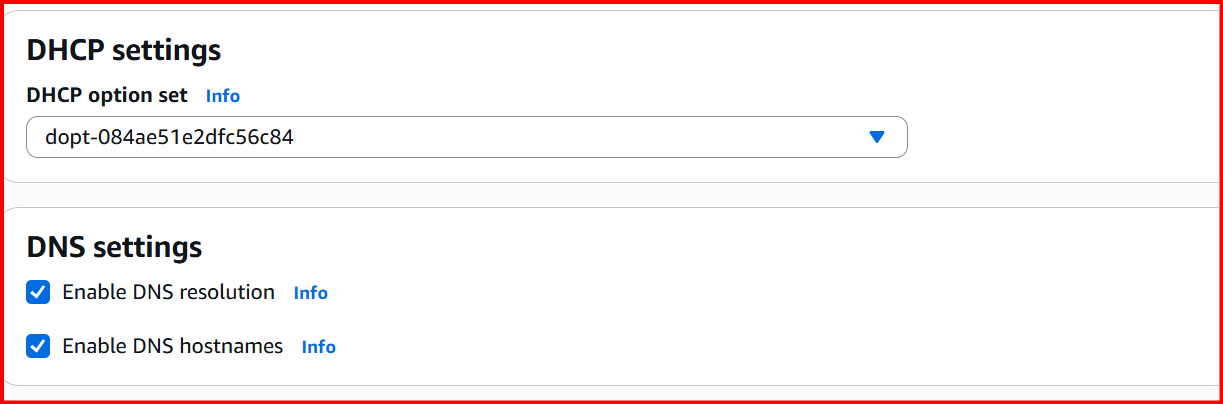 DHCP settings
DHCP option set Info
dopt-084ae51e2dfc56c84
DNS settings
Enable DNS resolution Info
Enable DNS hostnames Info